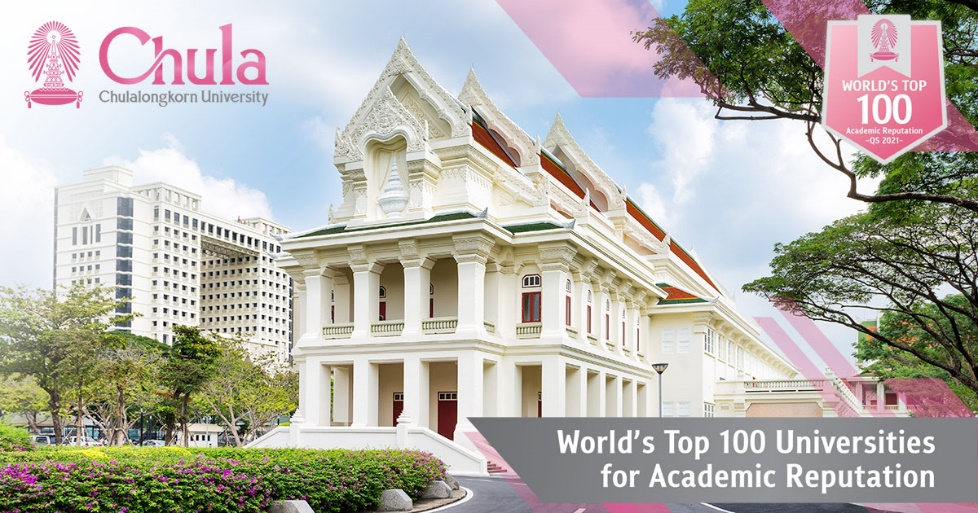 Chula
Chulalongkorn University
WORLD'S TOP
100
Academic Reputation
-QS 2021-
World's Top 100 Universities
for Academic Reputation